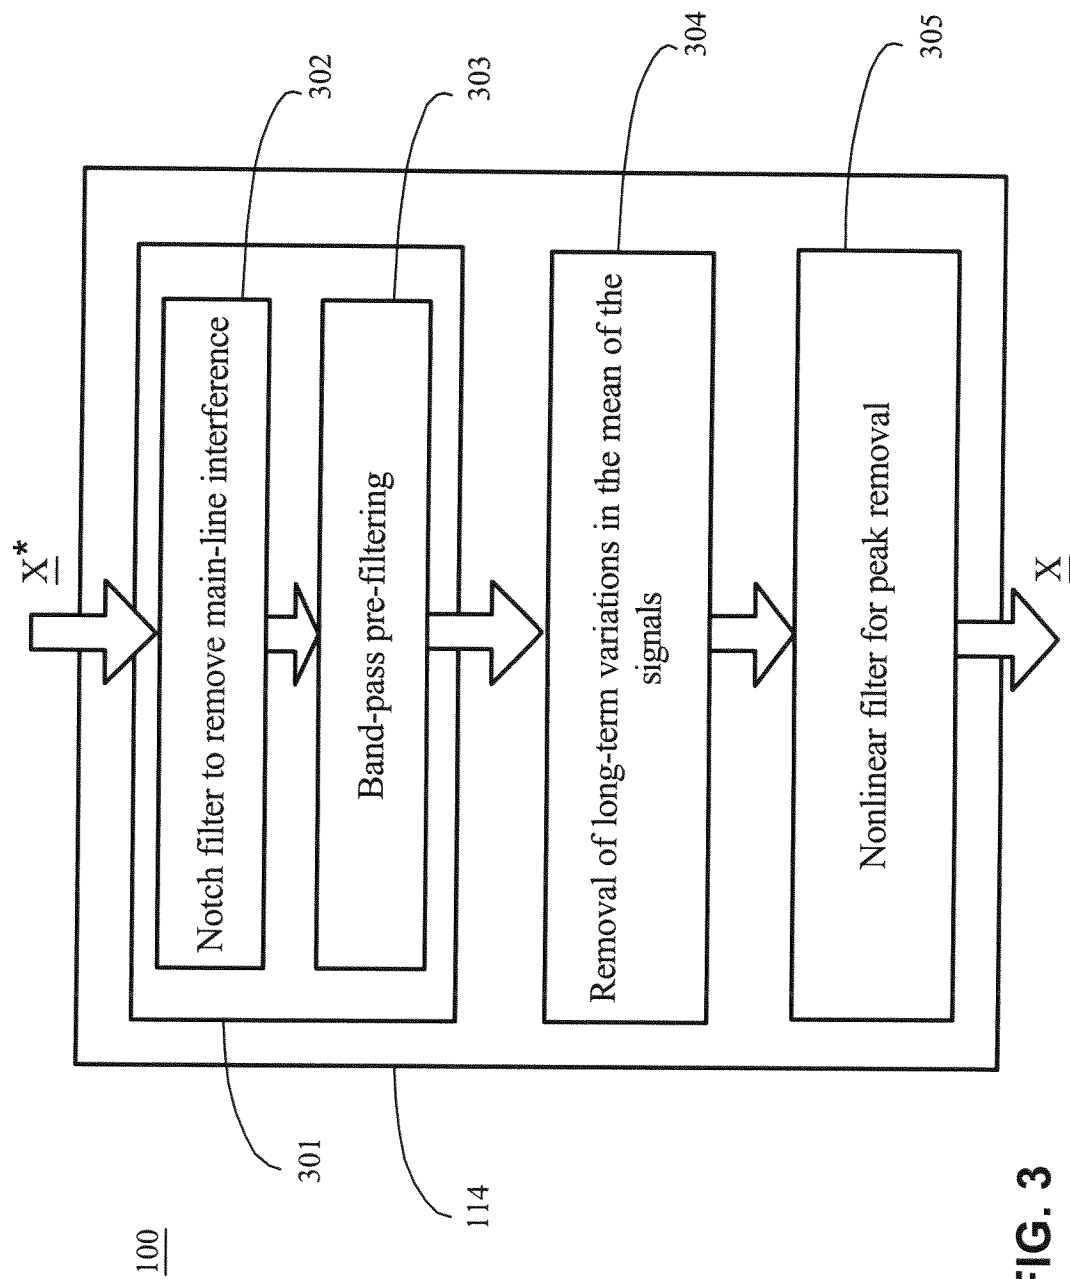 100
X*
302
Notch filter to remove main-line interference
303
Band-pass pre-filtering
301
304
Removal of long-term variations in the mean of the
signals
305
Nonlinear filter for peak removal
114
X
FIG. 3